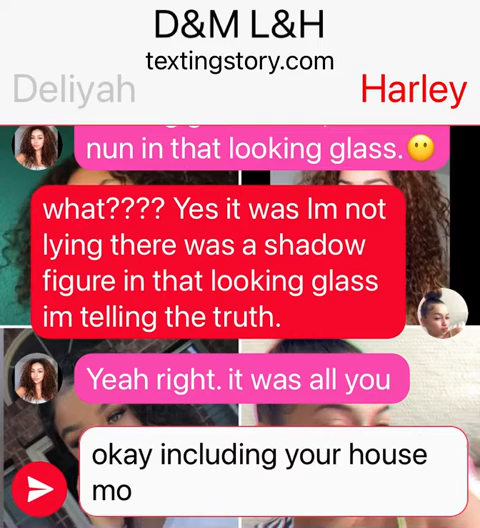 D&M L&H
textingstory.com
Deliyah Harley
nun in that looking glass.😶
what???? Yes it was Im not
lying there was a shadow
figure in that looking glass
im telling the truth.
Yeah right. it was all you
okay including your house
mo